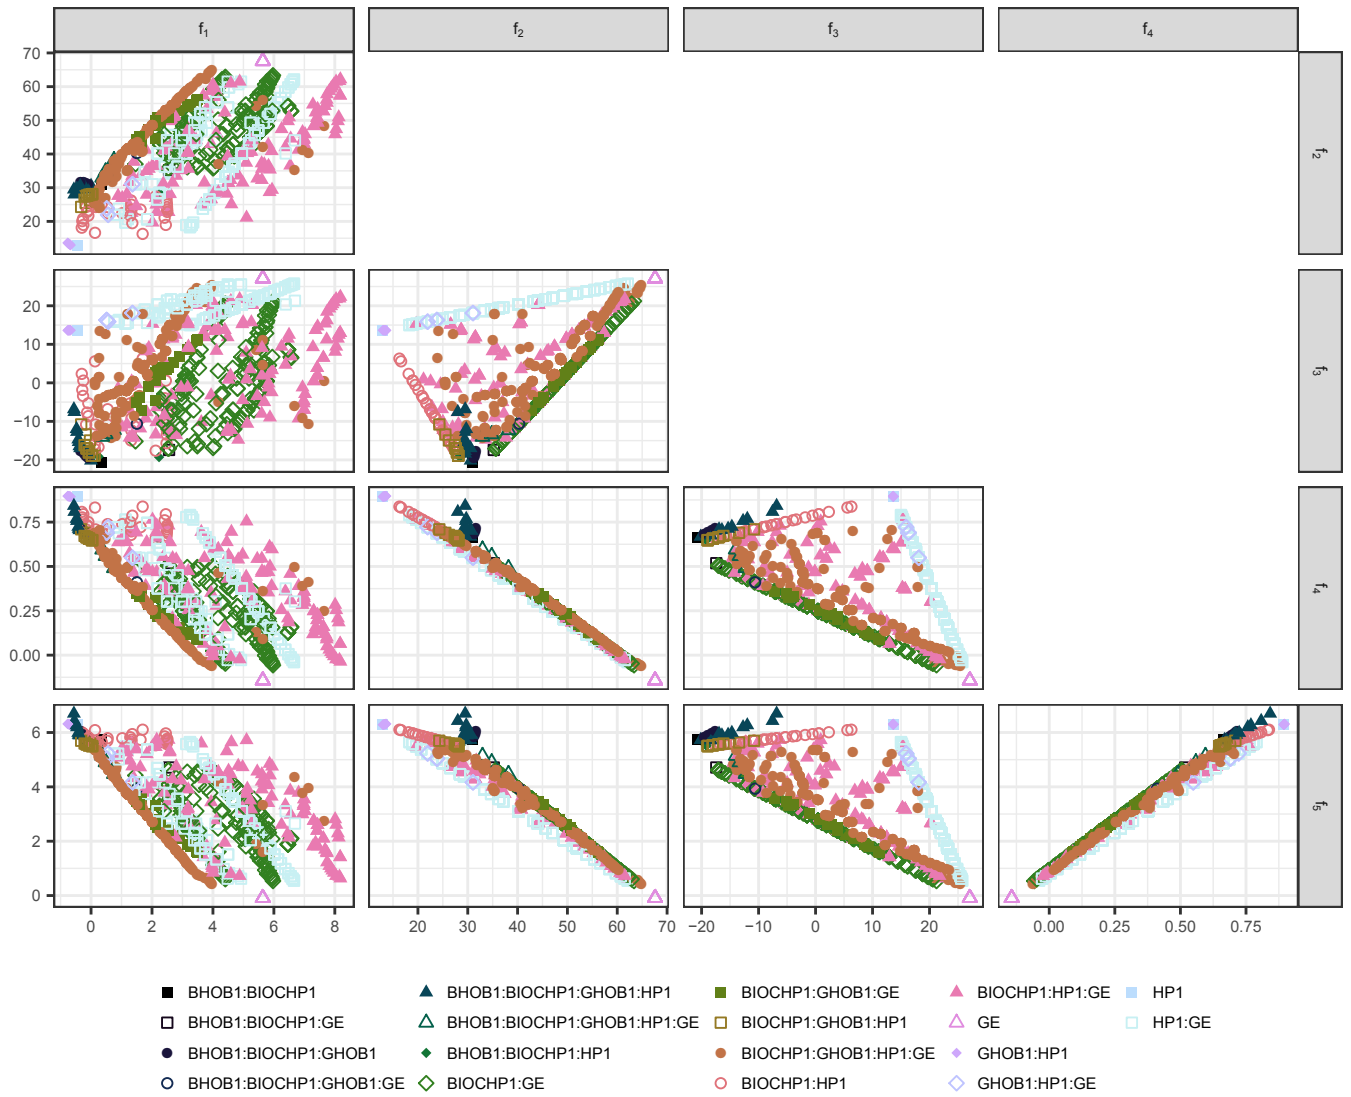 f1 f2 f3 f4
70
60
50
40
30
20
f2
20
10
0
−10
−20
f3
0.75
0.50
0.25
0.00
f4
6
4
2
0
f5
0 2 4 6 8 20 30 40 50 60 70 −20 −10 0 10 20 0.00 0.25 0.50 0.75
BHOB1:BIOCHP1 BHOB1:BIOCHP1:GHOB1:HP1 BIOCHP1:GHOB1:GE BIOCHP1:HP1:GE HP1
BHOB1:BIOCHP1:GE BHOB1:BIOCHP1:GHOB1:HP1:GE BIOCHP1:GHOB1:HP1 GE HP1:GE
BHOB1:BIOCHP1:GHOB1 BHOB1:BIOCHP1:HP1 BIOCHP1:GHOB1:HP1:GE GHOB1:HP1
BHOB1:BIOCHP1:GHOB1:GE BIOCHP1:GE BIOCHP1:HP1 GHOB1:HP1:GE